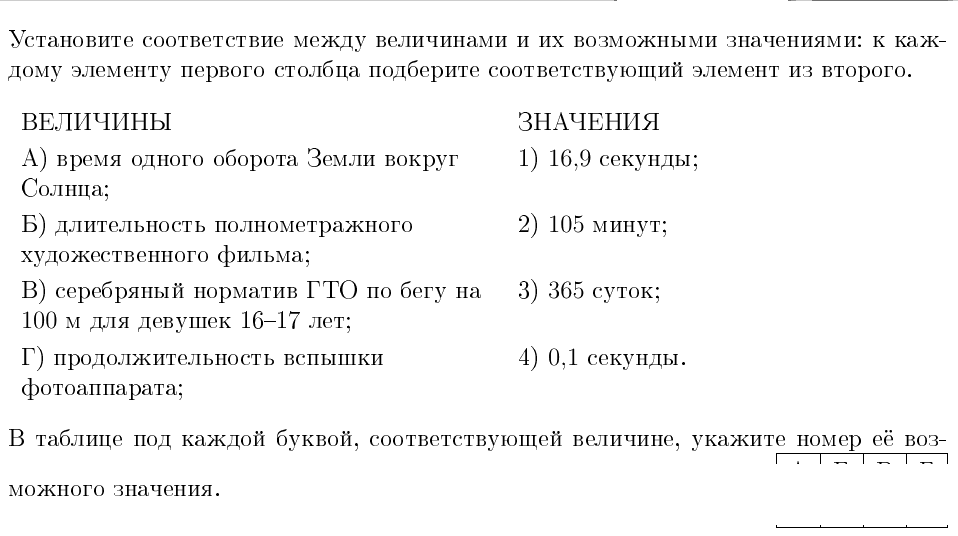 Установите соответствие между величинами и их возможными значениями: к каж-
дому элементу первого столбца подберите соответствующий элемент из второго.
ВЕЛИЧИНЫ ЗНАЧЕНИЯ
А) время одного оборота Земли вокруг 1) 16,9 секунды;
Солнца;
Б) длительность полнометражного 2) 105 минут;
художественного фильма;
В) серебряный норматив ГТО по бегу на 3) 365 суток;
100 м для девушек 16–17 лет;
Г) продолжительность вспышки 4) 0,1 секунды.
фотоаппарата;
В таблице под каждой буквой, соответствующей величине, укажите номер её воз-
можного значения.